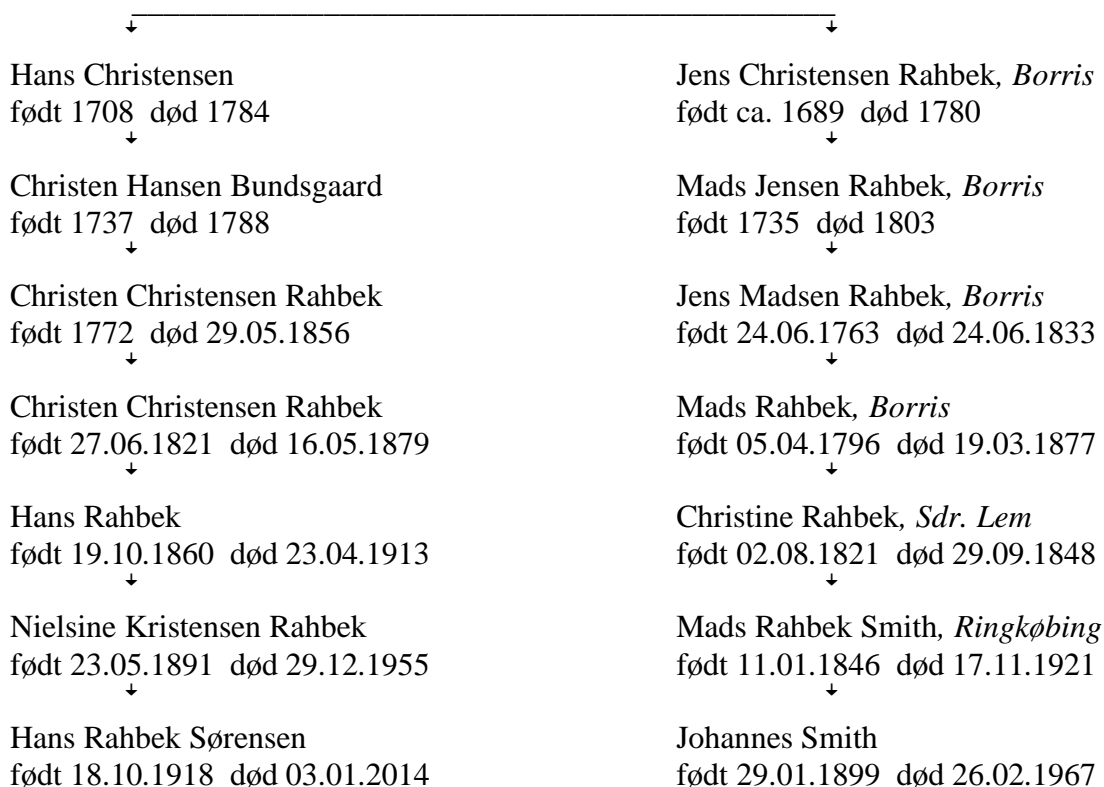 Hans Christensen
født 1708 død 1784
Christen Hansen Bundsgaard
født 1737 død 1788
Christen Christensen Rahbek
født 1772 død 29.05.1856
Christen Christensen Rahbek
født 27.06.1821 død 16.05.1879
Hans Rahbek
født 19.10.1860 død 23.04.1913
Nielsine Kristensen Rahbek
født 23.05.1891 død 29.12.1955
Hans Rahbek Sørensen
født 18.10.1918 død 03.01.2014
Jens Christensen Rahbek, Borris
født ca. 1689 død 1780
Mads Jensen Rahbek, Borris
født 1735 død 1803
Jens Madsen Rahbek, Borris
født 24.06.1763 død 24.06.1833
Mads Rahbek, Borris
født 05.04.1796 død 19.03.1877
Christine Rahbek, Sdr. Lem
født 02.08.1821 død 29.09.1848
Mads Rahbek Smith, Ringkøbing
født 11.01.1846 død 17.11.1921
Johannes Smith
født 29.01.1899 død 26.02.1967